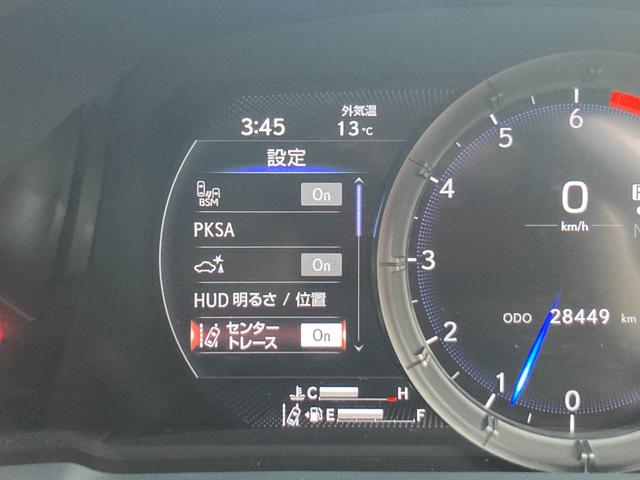 外気温
3:45 13℃
設定
BSM On
PKSA
On
HUD 明るさ / 位置
センター
トレース On
C H
E F
6
5
4
3
2
1
0
0
km/h
ODO 28449 km